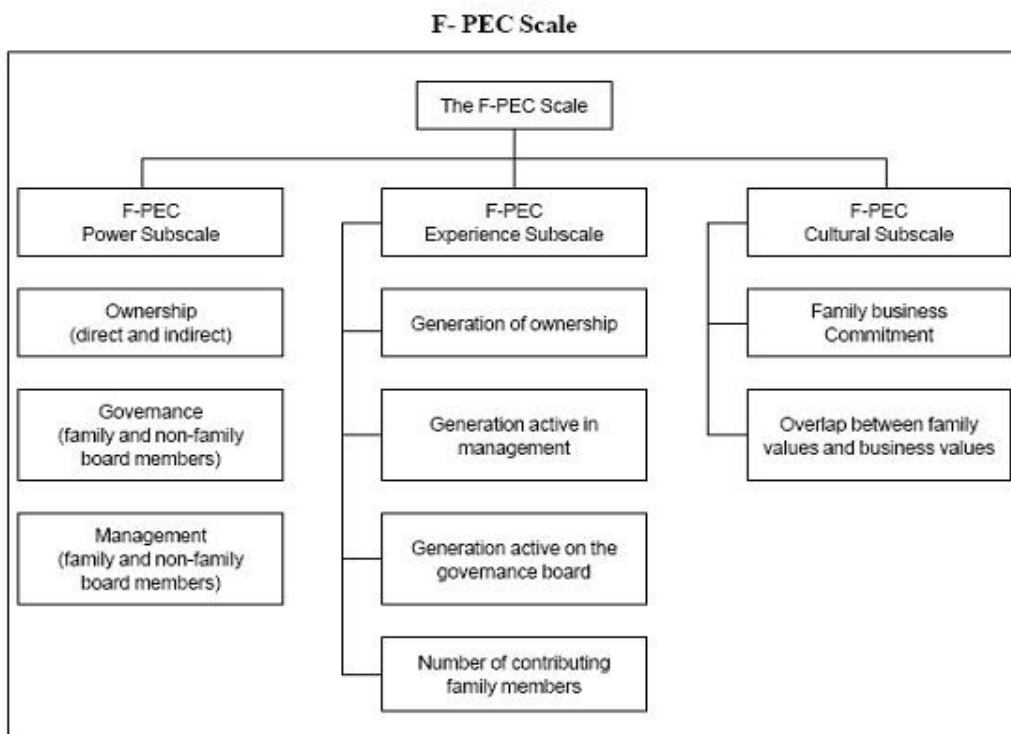 F- PEC Scale
The F-PEC Scale
F-PEC
Power Subscale
Ownership
(direct and indirect)
Governance
(family and non-family
board members)
Management
(family and non-family
board members)
F-PEC
Experience Subscale
Generation of ownership
Generation active in
management
Generation active on the
governance board
Number of contributing
family members
F-PEC
Cultural Subscale
Family business
Commitment
Overlap between family
values and business values